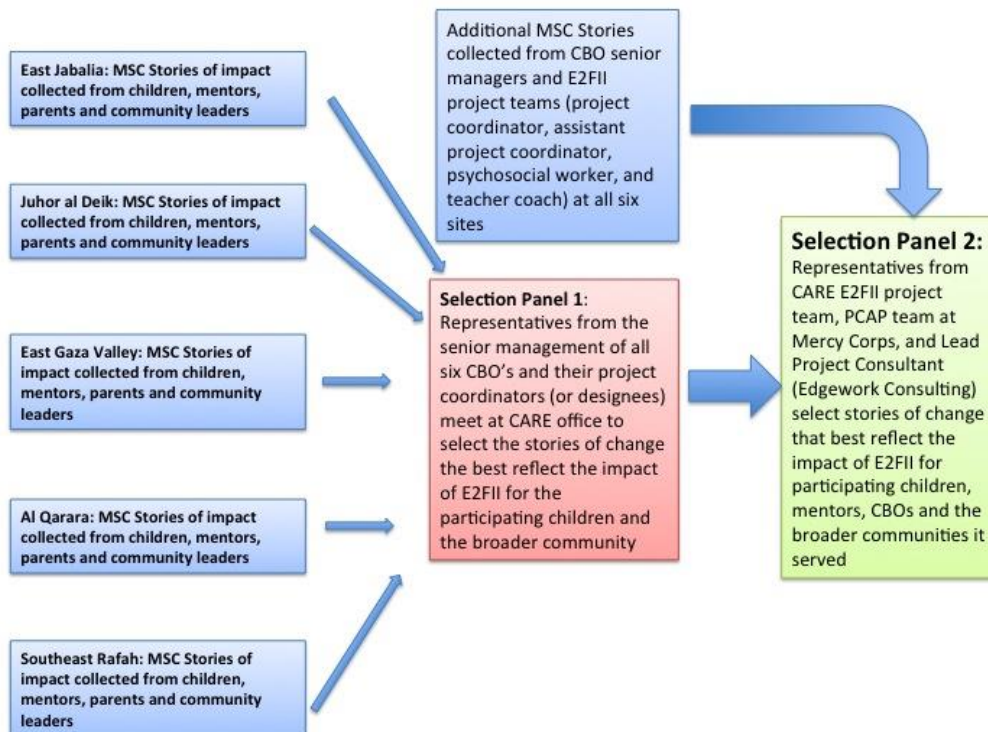 East Jabalia: MSC Stories of impact
collected from children, mentors,
parents and community leaders
Juhor al Deik: MSC Stories of impact
collected from children, mentors,
parents and community leaders
East Gaza Valley: MSC Stories of
impact collected from children,
mentors, parents and community
leaders
Al Qarara: MSC Stories of impact
collected from children, mentors,
parents and community leaders
Southeast Rafah: MSC Stories of
impact collected from children,
mentors, parents and community
leaders
Additional MSC Stories
collected from CBO senior
managers and E2FII
project teams (project
coordinator, assistant
project coordinator,
psychosocial worker, and
teacher coach) at all six
sites
Selection Panel 1:
Representatives from the
senior management of all
six CBO's and their project
coordinators (or designees)
meet at CARE office to
select the stories of change
the best reflect the impact
of E2FII for the
participating children and
the broader community
Selection Panel 2:
Representatives from
CARE E2FII project
team, PCAP team at
Mercy Corps, and Lead
Project Consultant
(Edgework Consulting)
select stories of change
that best reflect the
impact of E2FII for
participating children,
mentors, CBOs and the
broader communities it
served